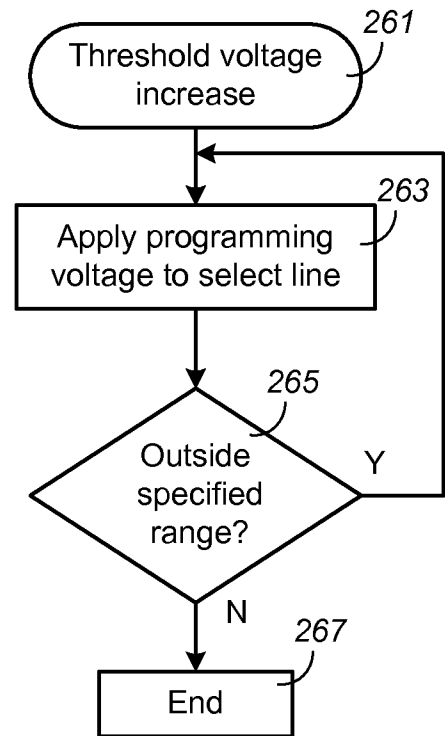 261
Threshold voltage
increase
263
Apply programming
voltage to select line
265
Outside
specified
range?
Y
N
267
End